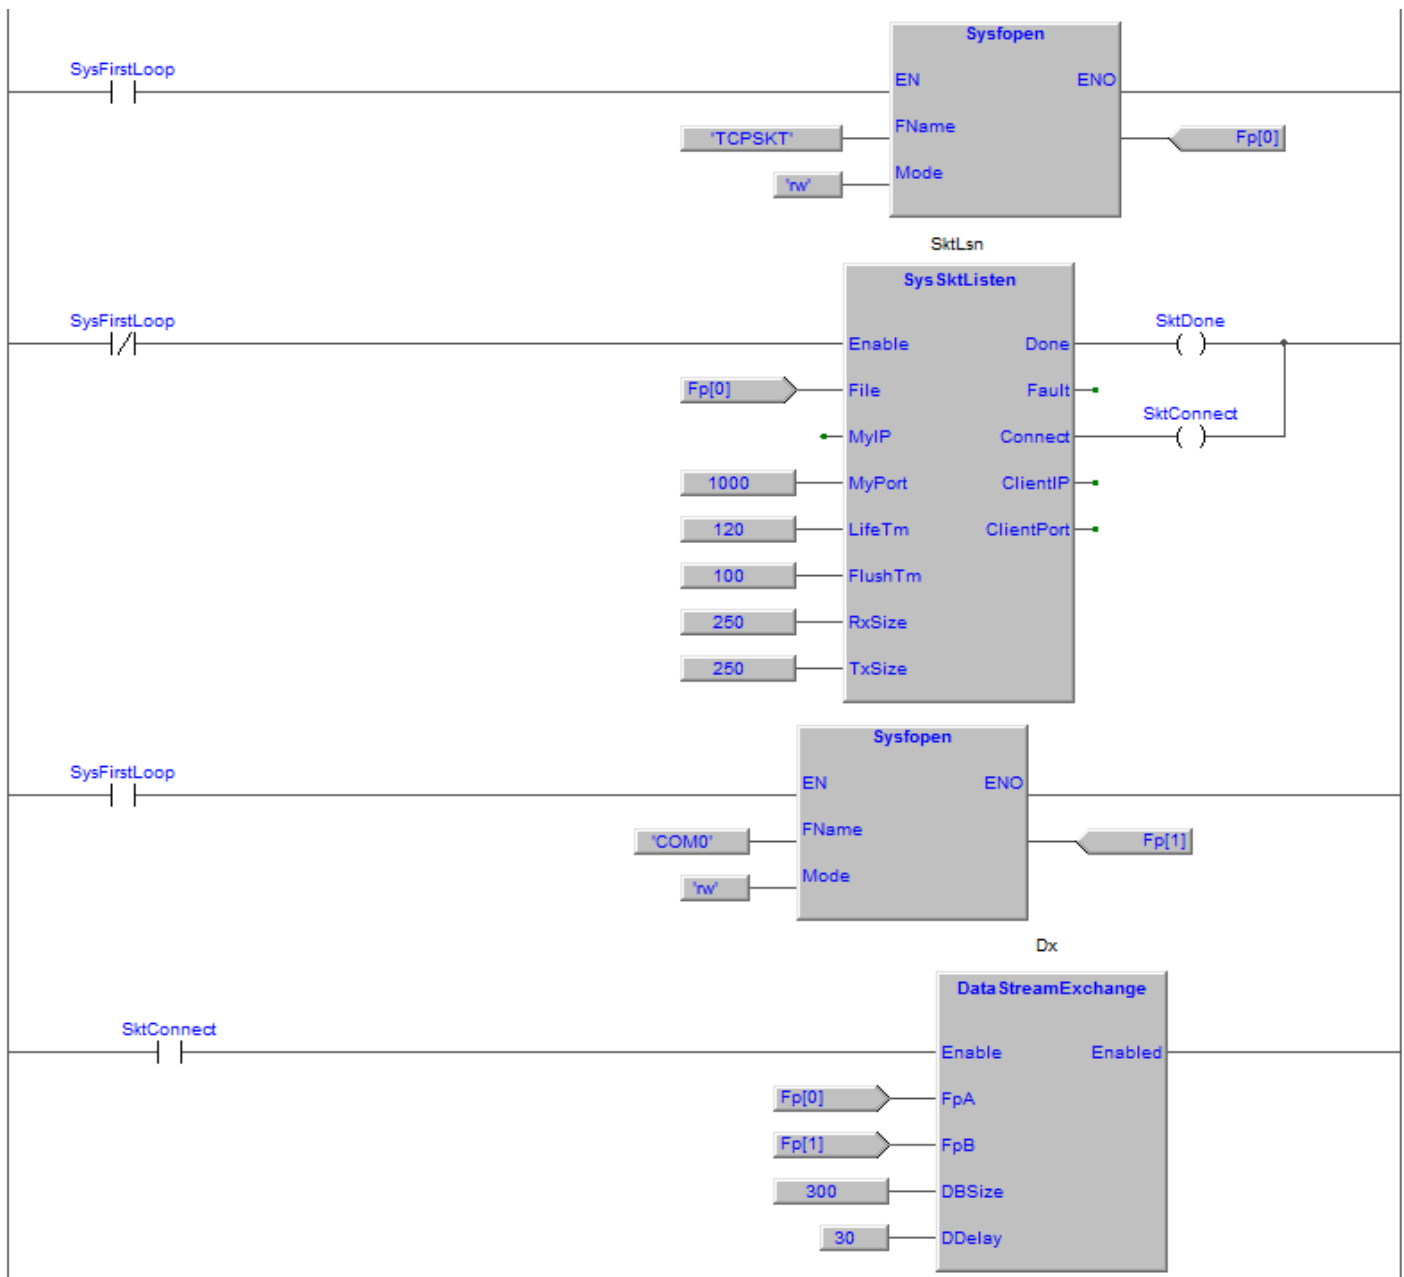 Sysfopen
SysFirstLoop
EN ENO
'TCPSKT' FName Fp[0]
'rw' Mode
SktLsn
SysSktListen
SysFirstLoop SktDone
Enable Done
Fp[0] File Fault
SktConnect
MyIP Connect
1000 MyPort ClientIP
120 LifeTm ClientPort
100 FlushTm
250 RxSize
250 TxSize
Sysfopen
SysFirstLoop
EN ENO
'COM0' FName Fp[1]
'rw' Mode
Dx
DataStreamExchange
SktConnect
Enable Enabled
Fp[0] FpA
Fp[1] FpB
300 DBSize
30 DDelay